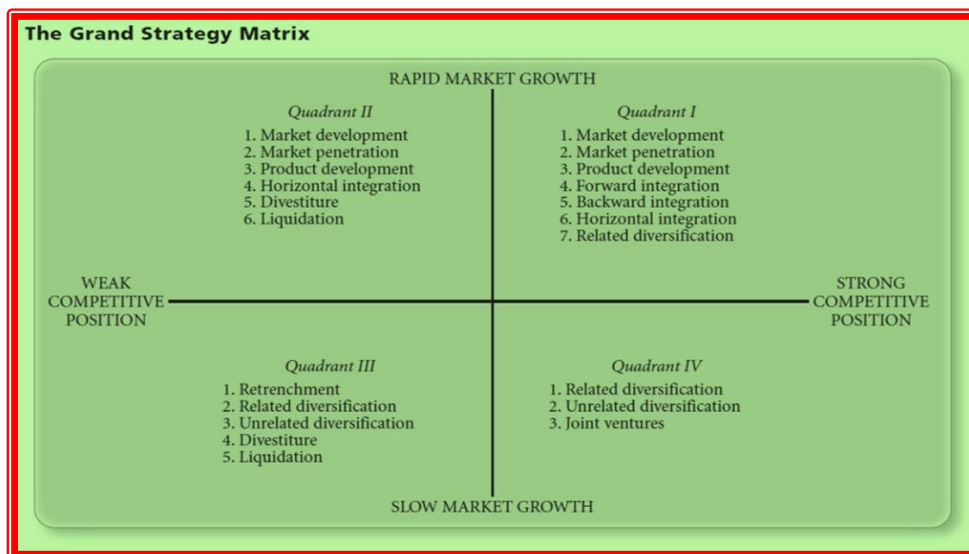 The Grand Strategy Matrix
RAPID MARKET GROWTH
Quadrant II
1. Market development
2. Market penetration
3. Product development
4. Horizontal integration
5. Divestiture
6. Liquidation
Quadrant I
1. Market development
2. Market penetration
3. Product development
4. Forward integration
5. Backward integration
6. Horizontal integration
7. Related diversification
WEAK
COMPETITIVE
POSITION
STRONG
COMPETITIVE
POSITION
Quadrant III
1. Retrenchment
2. Related diversification
3. Unrelated diversification
4. Divestiture
5. Liquidation
Quadrant IV
1. Related diversification
2. Unrelated diversification
3. Joint ventures
SLOW MARKET GROWTH